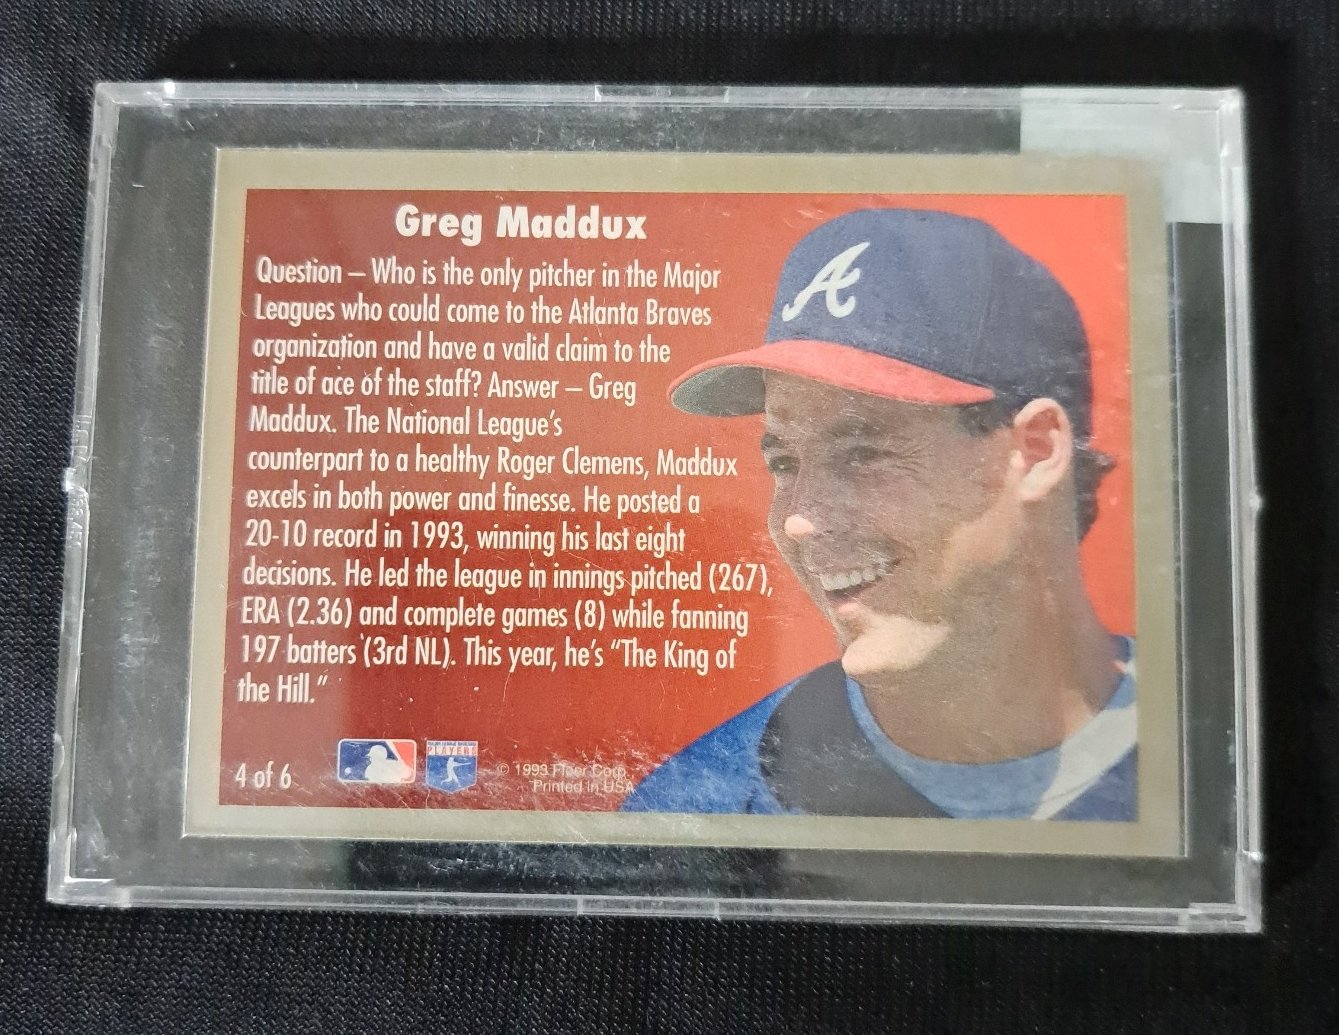 Greg Maddux
Question – Who is the only pitcher in the Major
Leagues who could come to the Atlanta Braves
organization and have a valid claim to the
title of ace of the staff? Answer – Greg
Maddux. The National League's
counterpart to a healthy Roger Clemens, Maddux
excels in both power and finesse. He posted a
20-10 record in 1993, winning his last eight
decisions. He led the league in innings pitched (267),
ERA (2.36) and complete games (8) while fanning
197 batters (3rd NL). This year, he's "The King of
the Hill."
4 of 6
PLAYERS
© 1993 Fleer Corp.
Printed in USA
A